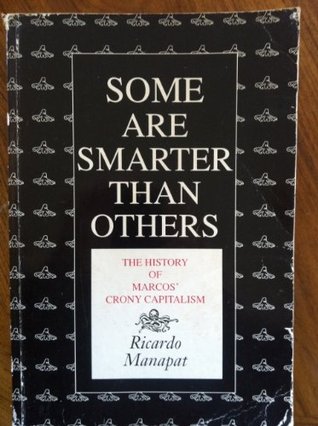 SOME
ARE
SMARTER
THAN
OTHERS
THE HISTORY
OF
MARCOS'
CRONY CAPITALISM
Ricardo
Manapat